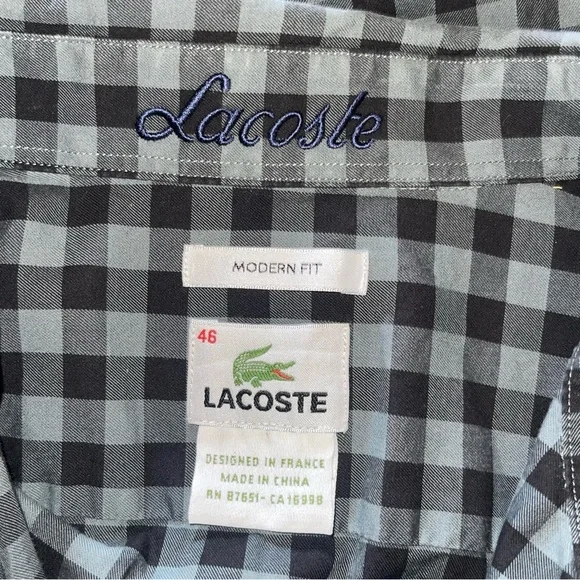 Lacoste
MODERN FIT
46
LACOSTE
DESIGNED IN FRANCE
MADE IN CHINA
RN 87651-CA16998